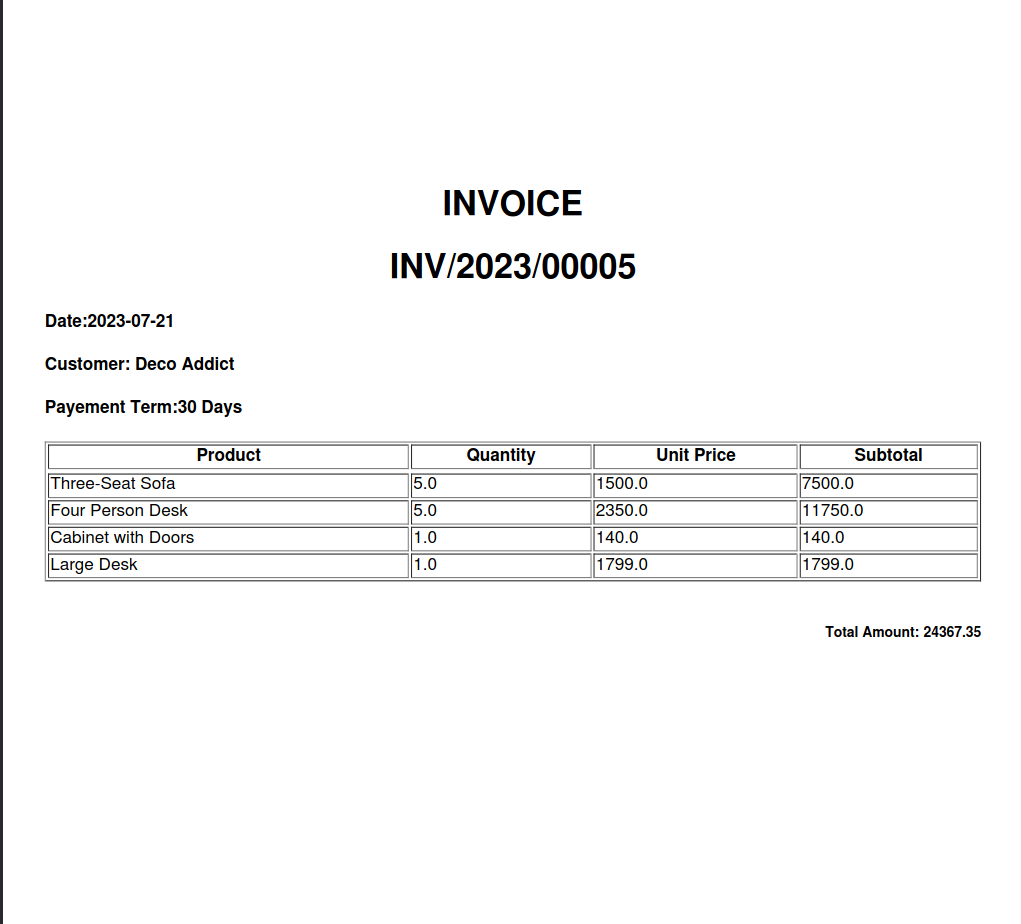 INVOICE
INV/2023/00005
Date:2023-07-21
Customer: Deco Addict
Payement Term:30 Days
Product Quantity Unit Price Subtotal
Three-Seat Sofa 5.0 1500.0 7500.0
Four Person Desk 5.0 2350.0 11750.0
Cabinet with Doors 1.0 140.0 140.0
Large Desk 1.0 1799.0 1799.0
Total Amount: 24367.35